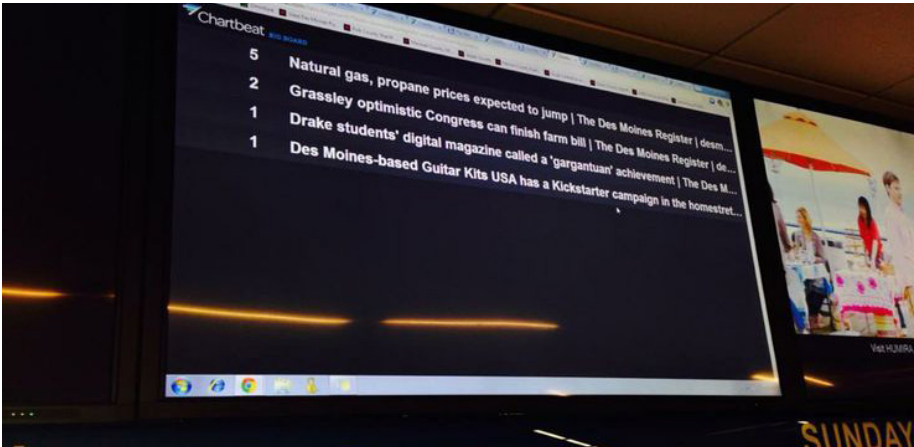 Chartbeat BIG BOARD
5 Natural gas, propane prices expected to jump | The Des Moines Register | desm...
2 Grassley optimistic Congress can finish farm bill | The Des Moines Register | de...
1 Drake students' digital magazine called a 'gargantuan' achievement | The Des M...
1 Des Moines-based Guitar Kits USA has a Kickstarter campaign in the homestret...
Visit HUMIRA
SUNDAY